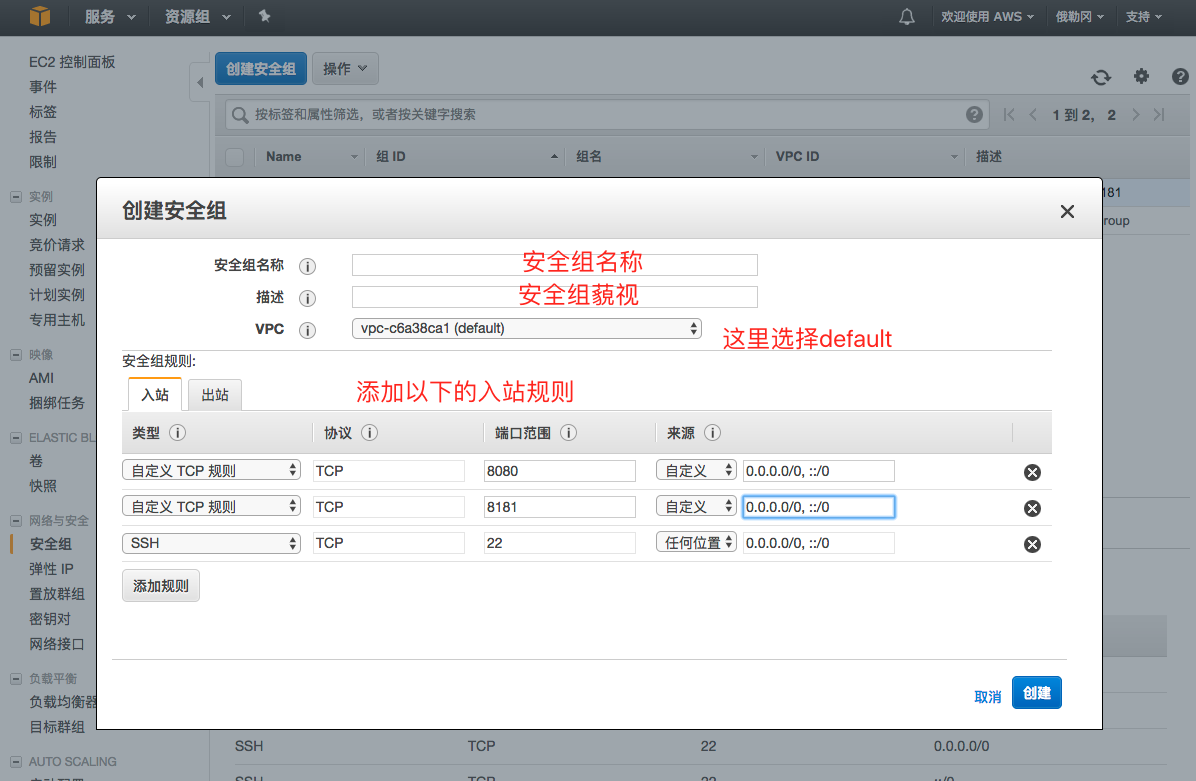 服务 资源组 欢迎使用 AWS 俄勒冈 支持
EC2 控制面板
事件
标签
报告
限制
实例
实例
竞价请求
预留实例
计划实例
专用主机
映像
AMI
捆绑任务
ELASTIC BL
卷
快照
网络与安全
安全组
弹性 IP
置放群组
密钥对
网络接口
负载平衡
负载均衡器
目标群组
AUTO SCALING
创建安全组 操作
按标签和属性筛选，或者按关键字搜索 1 到 2， 2
Name 组 ID 组名 VPC ID 描述
181
roup
创建安全组
安全组名称 安全组名称
描述 安全组藐视
VPC vpc-c6a38ca1 (default) 这里选择default
安全组规则:
入站 出站 添加以下的入站规则
类型 协议 端口范围 来源
自定义 TCP 规则 TCP 8080 自定义 0.0.0.0/0, ::/0
自定义 TCP 规则 TCP 8181 自定义 0.0.0.0/0, ::/0
SSH TCP 22 任何位置 0.0.0.0/0, ::/0
添加规则
取消 创建
SSH TCP 22 0.0.0.0/0
SSH TCP 22 ::/0